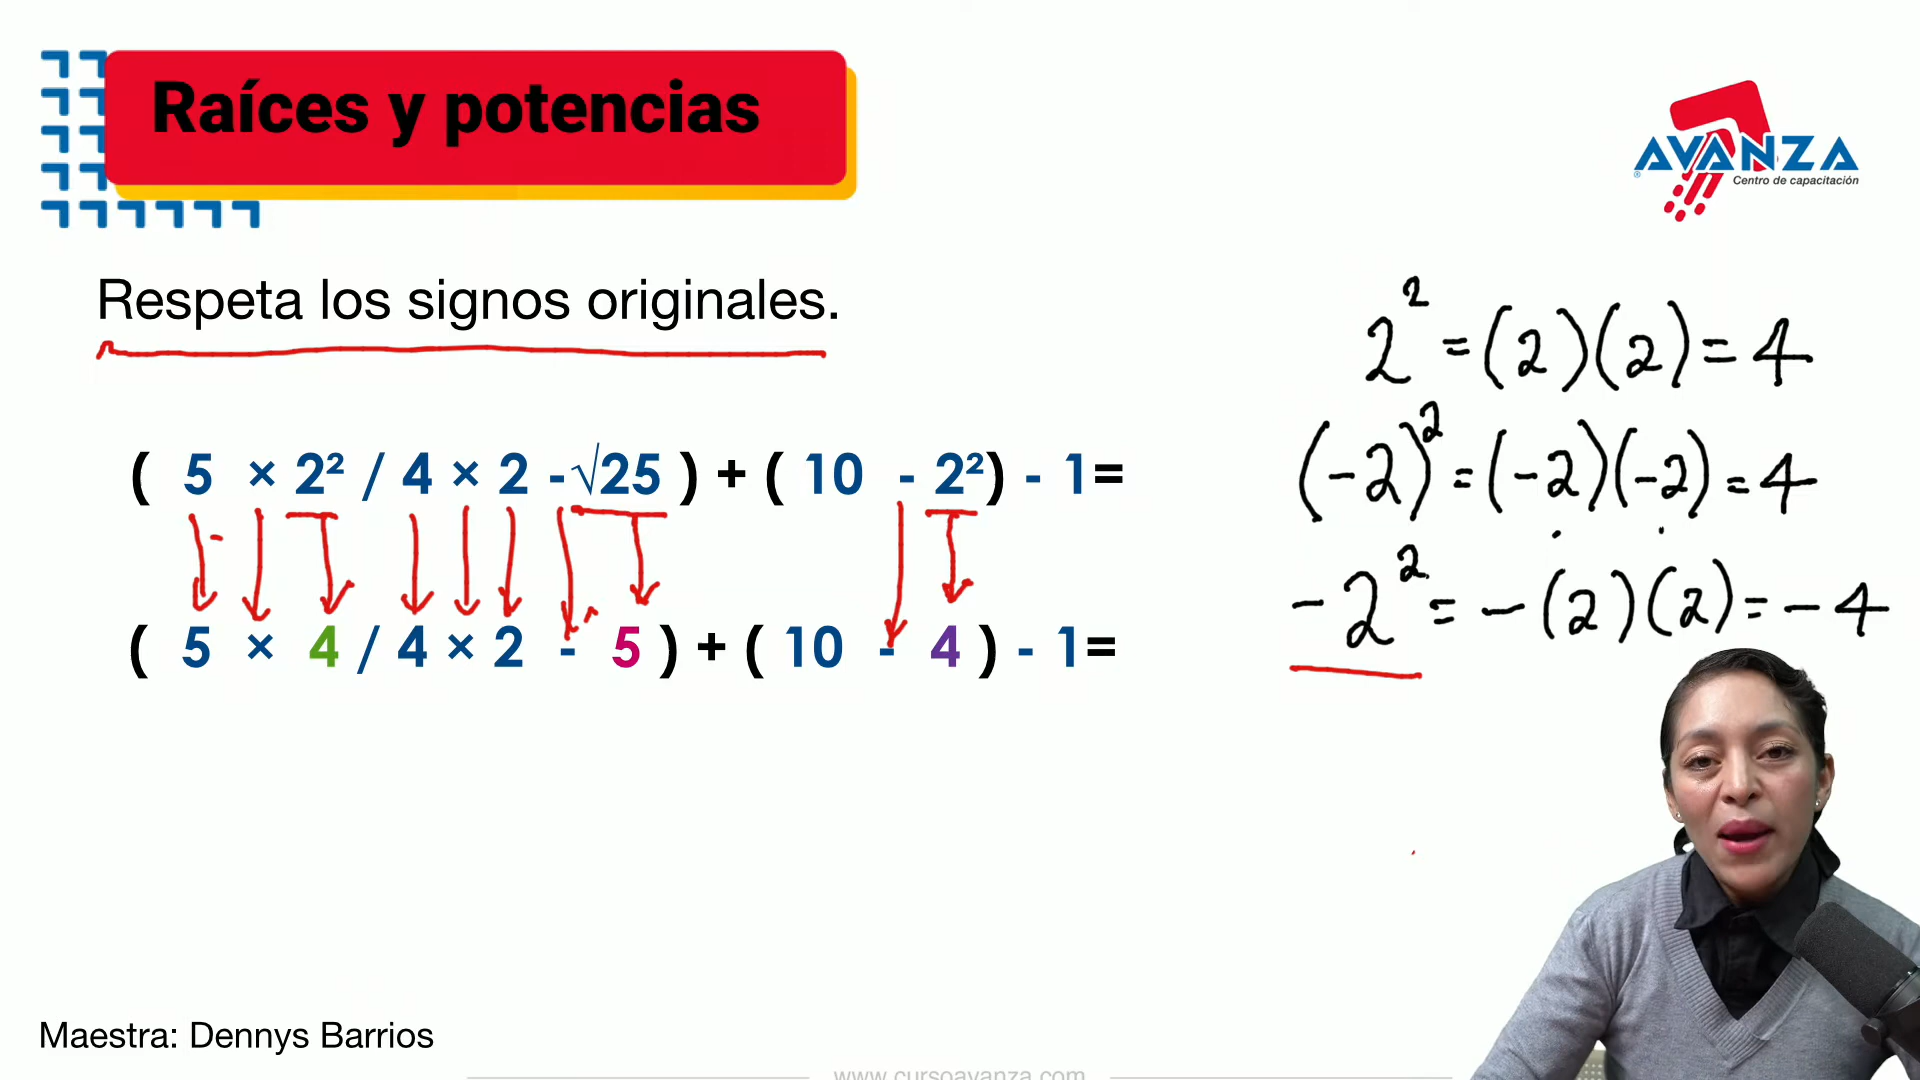 Raíces y potencias
AVANZA
®
Centro de capacitación
Respeta los signos originales.
( 5 × 2² / 4 × 2 -√25 ) + ( 10 - 2²) - 1=
( 5 × 4 / 4 × 2 - 5 ) + ( 10 - 4 ) - 1=
2² = (2)(2) = 4
(-2)² = (-2)(-2) = 4
-2² = -(2)(2) = -4
Maestra: Dennys Barrios
www.cursoavanza.com